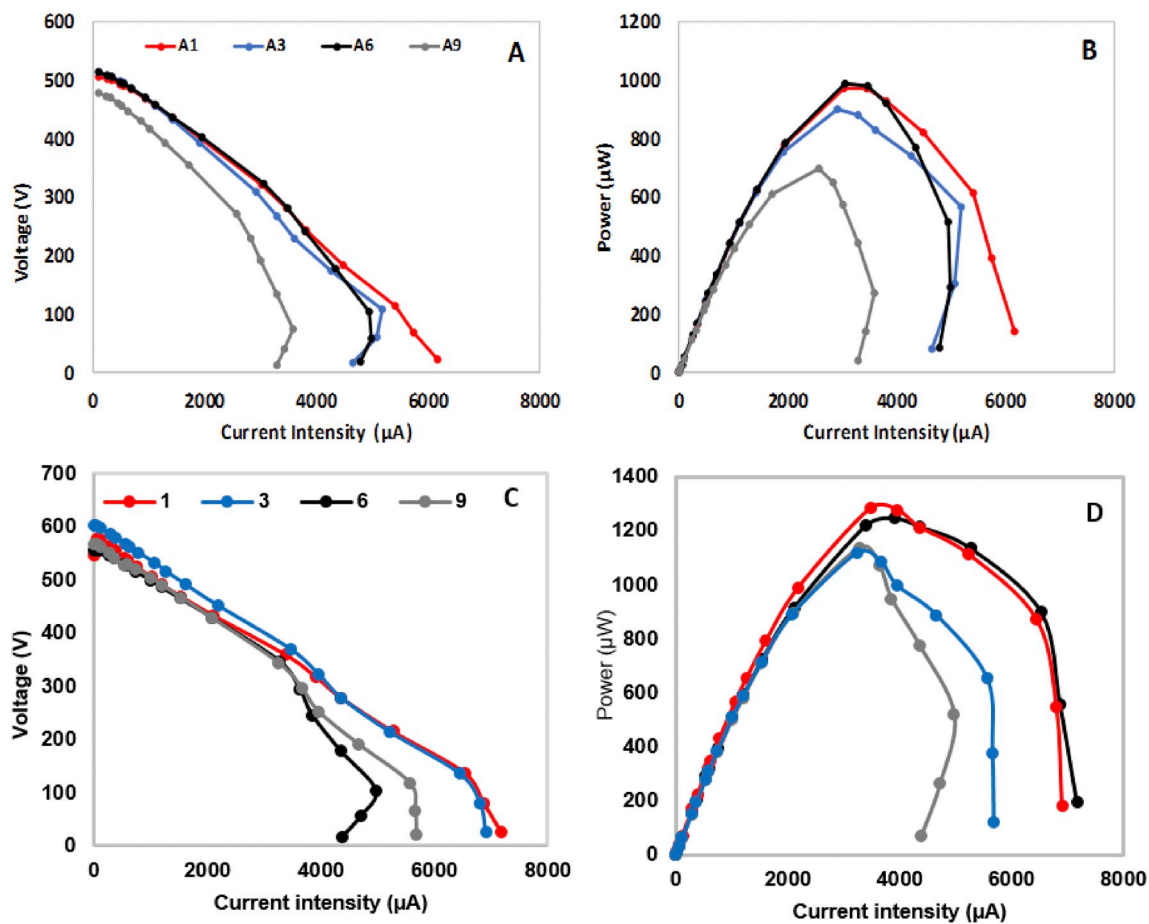 A1 A3 A6 A9
A
Voltage (V)
600
500
400
300
200
100
0
0 2000 4000 6000 8000
Current Intensity (µA)
B
Power (µW)
1200
1000
800
600
400
200
0
0 2000 4000 6000 8000
Current Intensity (µA)
1 3 6 9
C
Voltage (V)
700
600
500
400
300
200
100
0
0 2000 4000 6000 8000
Current intensity (µA)
D
Power (µW)
1400
1200
1000
800
600
400
200
0
0 2000 4000 6000 8000
Current intensity (µA)